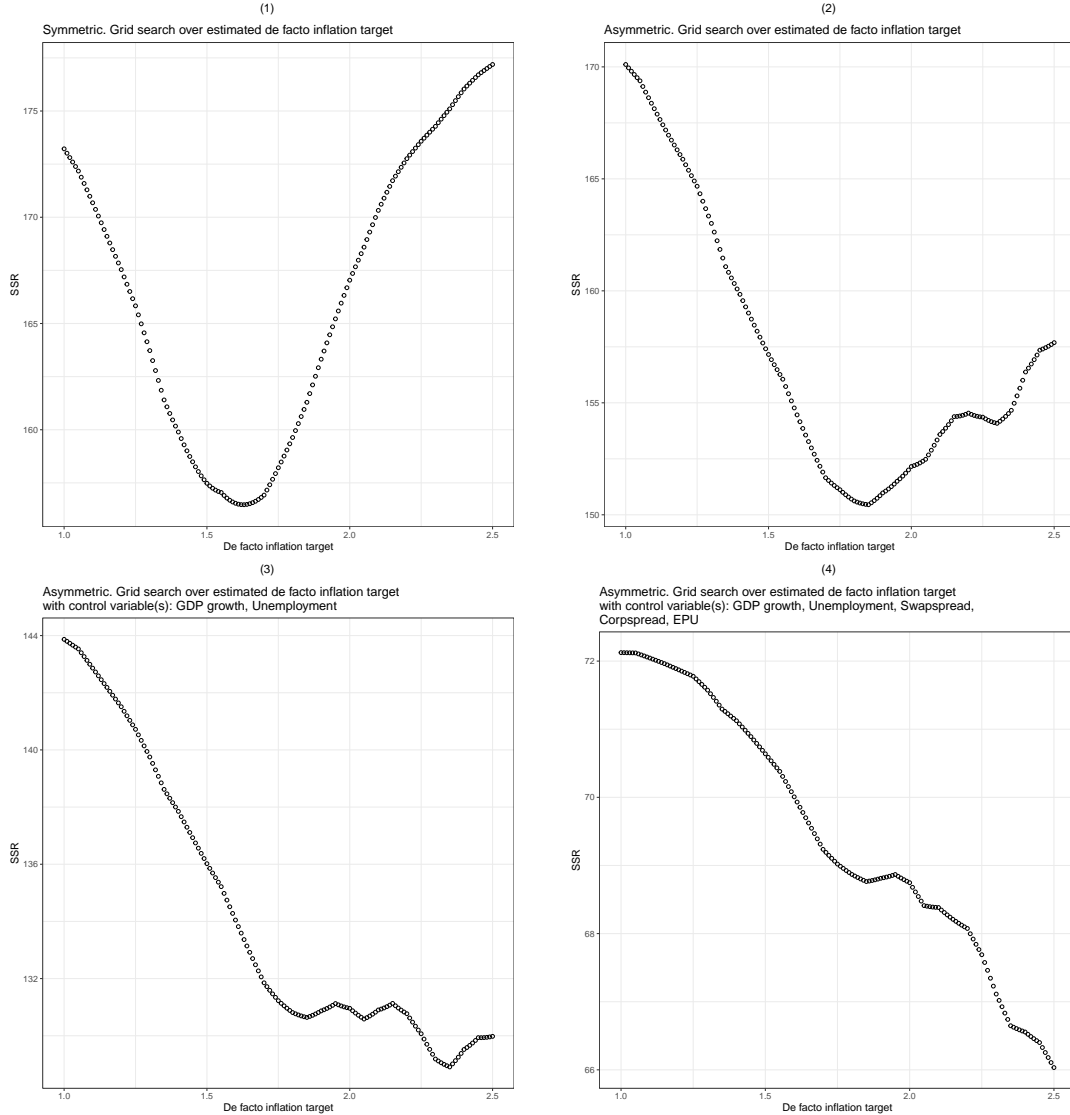 (1)
Symmetric. Grid search over estimated de facto inflation target
175
170
165
160
SSR
1.0
1.5
2.0
2.5
De facto inflation target
(2)
Asymmetric. Grid search over estimated de facto inflation target
170
165
160
155
150
SSR
1.0
1.5
2.0
2.5
De facto inflation target
(3)
Asymmetric. Grid search over estimated de facto inflation target
with control variable(s): GDP growth, Unemployment
144
140
136
132
SSR
1.0
1.5
2.0
2.5
De facto inflation target
(4)
Asymmetric. Grid search over estimated de facto inflation target
with control variable(s): GDP growth, Unemployment, Swapspread,
Corpspread, EPU
72
70
68
66
SSR
1.0
1.5
2.0
2.5
De facto inflation target